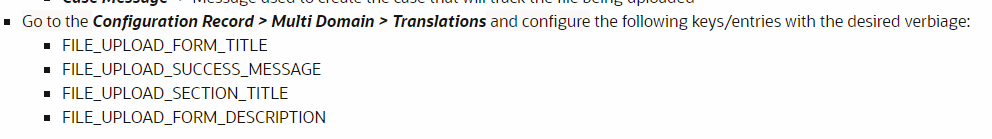 Case Message - Message used to create the case that will track the file being uploaded
Go to the Configuration Record > Multi Domain > Translations and configure the following keys/entries with the desired verbiage:
FILE_UPLOAD_FORM_TITLE
FILE_UPLOAD_SUCCESS_MESSAGE
FILE_UPLOAD_SECTION_TITLE
FILE_UPLOAD_FORM_DESCRIPTION